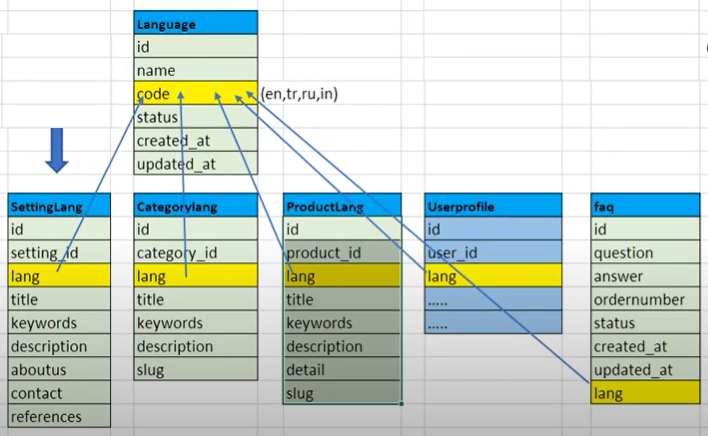 Language
id
name
code (en,tr,ru,in)
status
created_at
updated_at
SettingLang
id
setting_id
lang
title
keywords
description
aboutus
contact
references
Categorylang
id
category_id
lang
title
keywords
description
slug
ProductLang
id
product_id
lang
title
keywords
description
detail
slug
Userprofile
id
user_id
lang
.....
.....
faq
id
question
answer
ordernumber
status
created_at
updated_at
lang